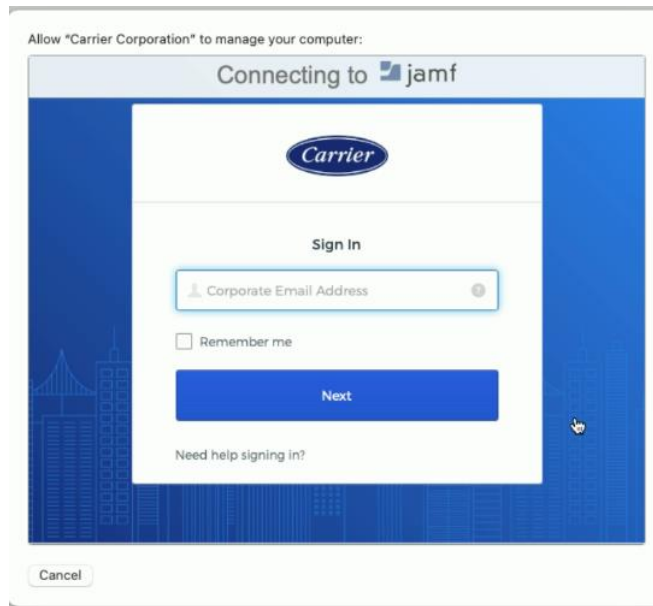 Allow "Carrier Corporation" to manage your computer:
Connecting to jamf
Carrier
Sign In
Corporate Email Address ?
Remember me
Next
Need help signing in?
Cancel